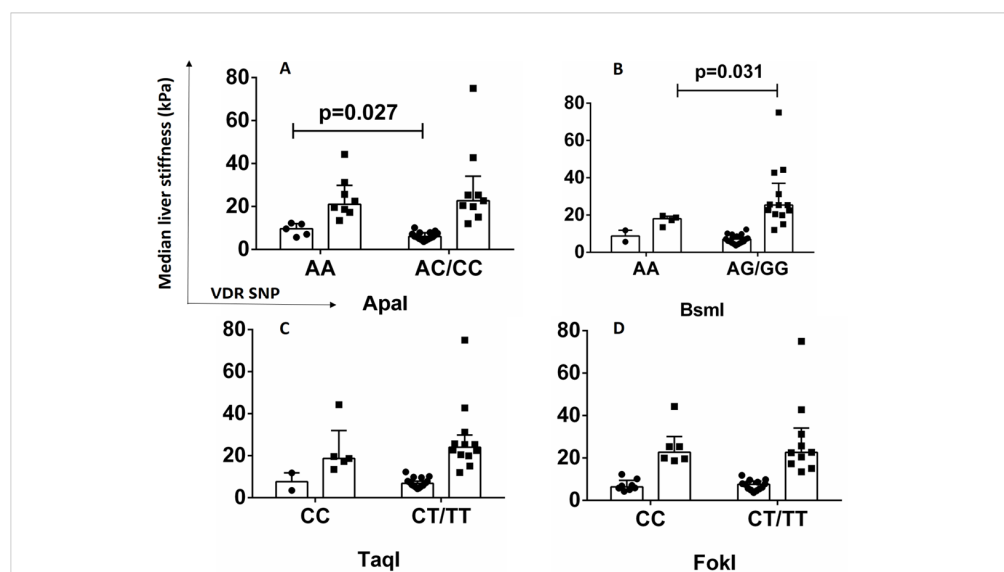 Median liver stiffness (kPa)
VDR SNP
A
80
60
40
20
0
p=0.027
AA
AC/CC
ApaI
B
p=0.031
80
60
40
20
0
AA
AG/GG
BsmI
C
80
60
40
20
0
CC
CT/TT
TaqI
D
80
60
40
20
0
CC
CT/TT
FokI